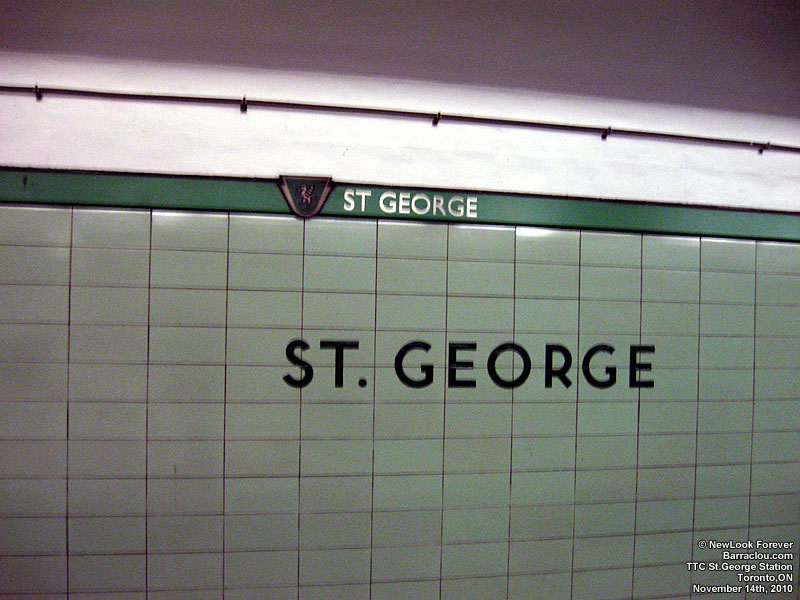 ST GEORGE
ST. GEORGE
© NewLook Forever
Barraclou.com
TTC St.George Station
Toronto,ON
November 14th, 2010